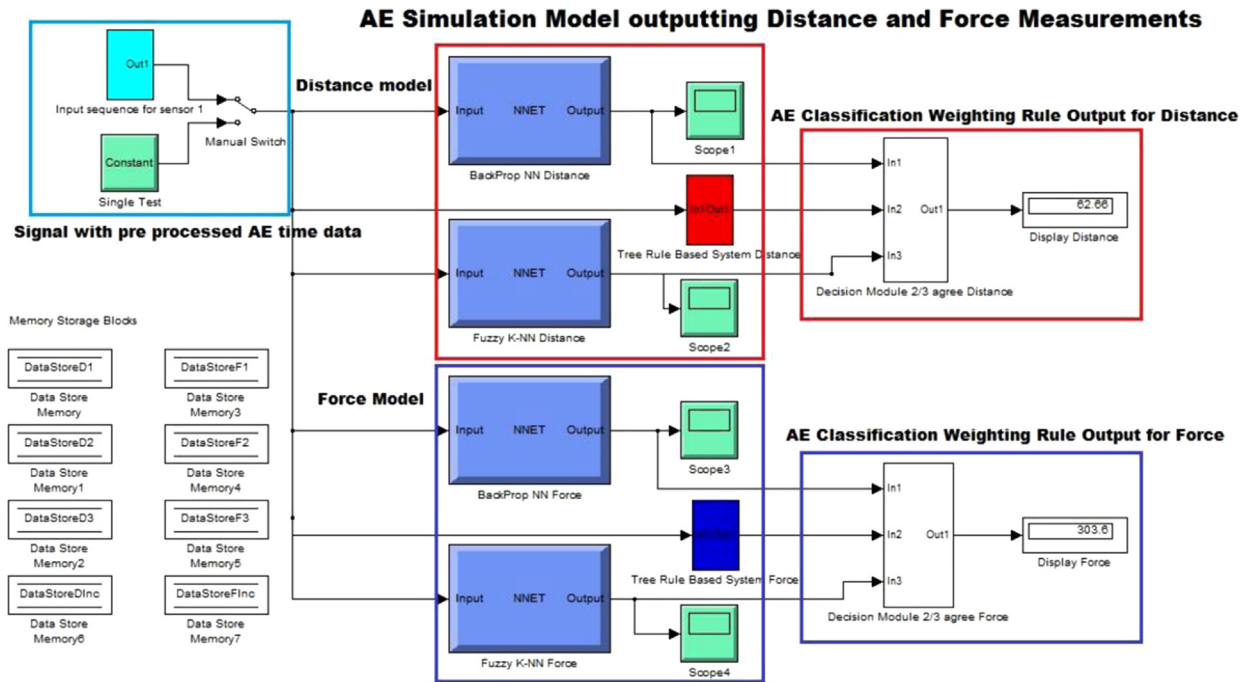 AE Simulation Model outputting Distance and Force Measurements
Out1
Input sequence for sensor 1
Constant
Single Test
Manual Switch
Signal with pre processed AE time data
Distance model
Input NNET Output
BackProp NN Distance
Scope1
In1 Out1
Tree Rule Based System Distance
Input NNET Output
Fuzzy K-NN Distance
Scope2
AE Classification Weighting Rule Output for Distance
In1
In2
In3
Out1
Decision Module 2/3 agree Distance
62.66
Display Distance
Memory Storage Blocks
DataStoreD1
Data Store
Memory
DataStoreF1
Data Store
Memory3
DataStoreD2
Data Store
Memory1
DataStoreF2
Data Store
Memory4
DataStoreD3
Data Store
Memory2
DataStoreF3
Data Store
Memory5
DataStoreDInc
Data Store
Memory6
DataStoreFInc
Data Store
Memory7
Force Model
Input NNET Output
BackProp NN Force
Scope3
Tree Rule Based System Force
Input NNET Output
Fuzzy K-NN Force
Scope4
AE Classification Weighting Rule Output for Force
In1
In2
In3
Out1
Decision Module 2/3 agree Force
303.6
Display Force